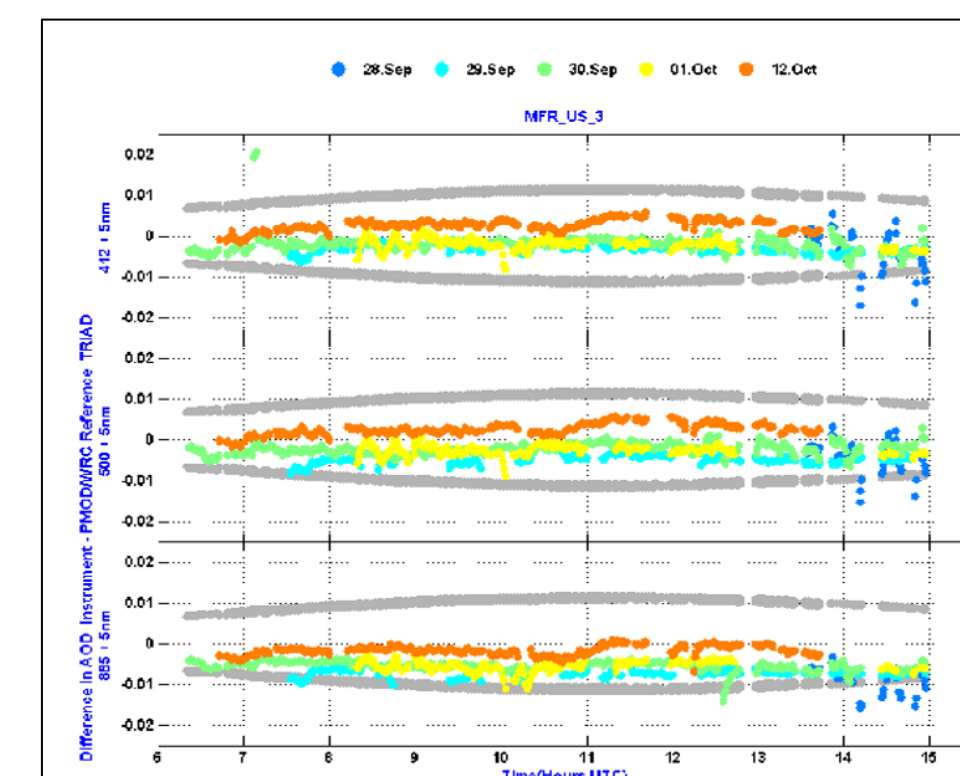 28.Sep 29.Sep 30.Sep 01.Oct 12.Oct
MFR_US_3
0.02
0.01
0
-0.01
-0.02
412 ± 5nm
0.02
0.01
0
-0.01
-0.02
500 ± 5nm
0.02
0.01
0
-0.01
-0.02
865 ± 5nm
Difference in AOD Instrument - PMOD/WRC Reference TRIAD
6 7 8 9 10 11 12 13 14 15
Time(Hours UTC)